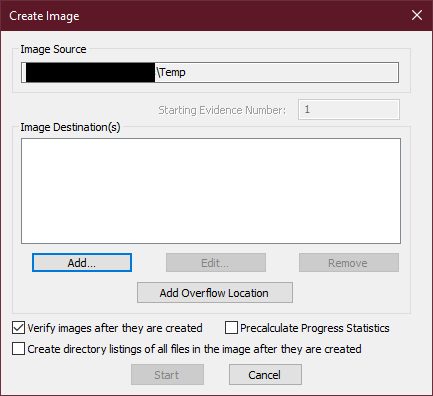 Create Image
Image Source
\Temp
Starting Evidence Number: 1
Image Destination(s)
Add... Edit... Remove
Add Overflow Location
Verify images after they are created Precalculate Progress Statistics
Create directory listings of all files in the image after they are created
Start Cancel